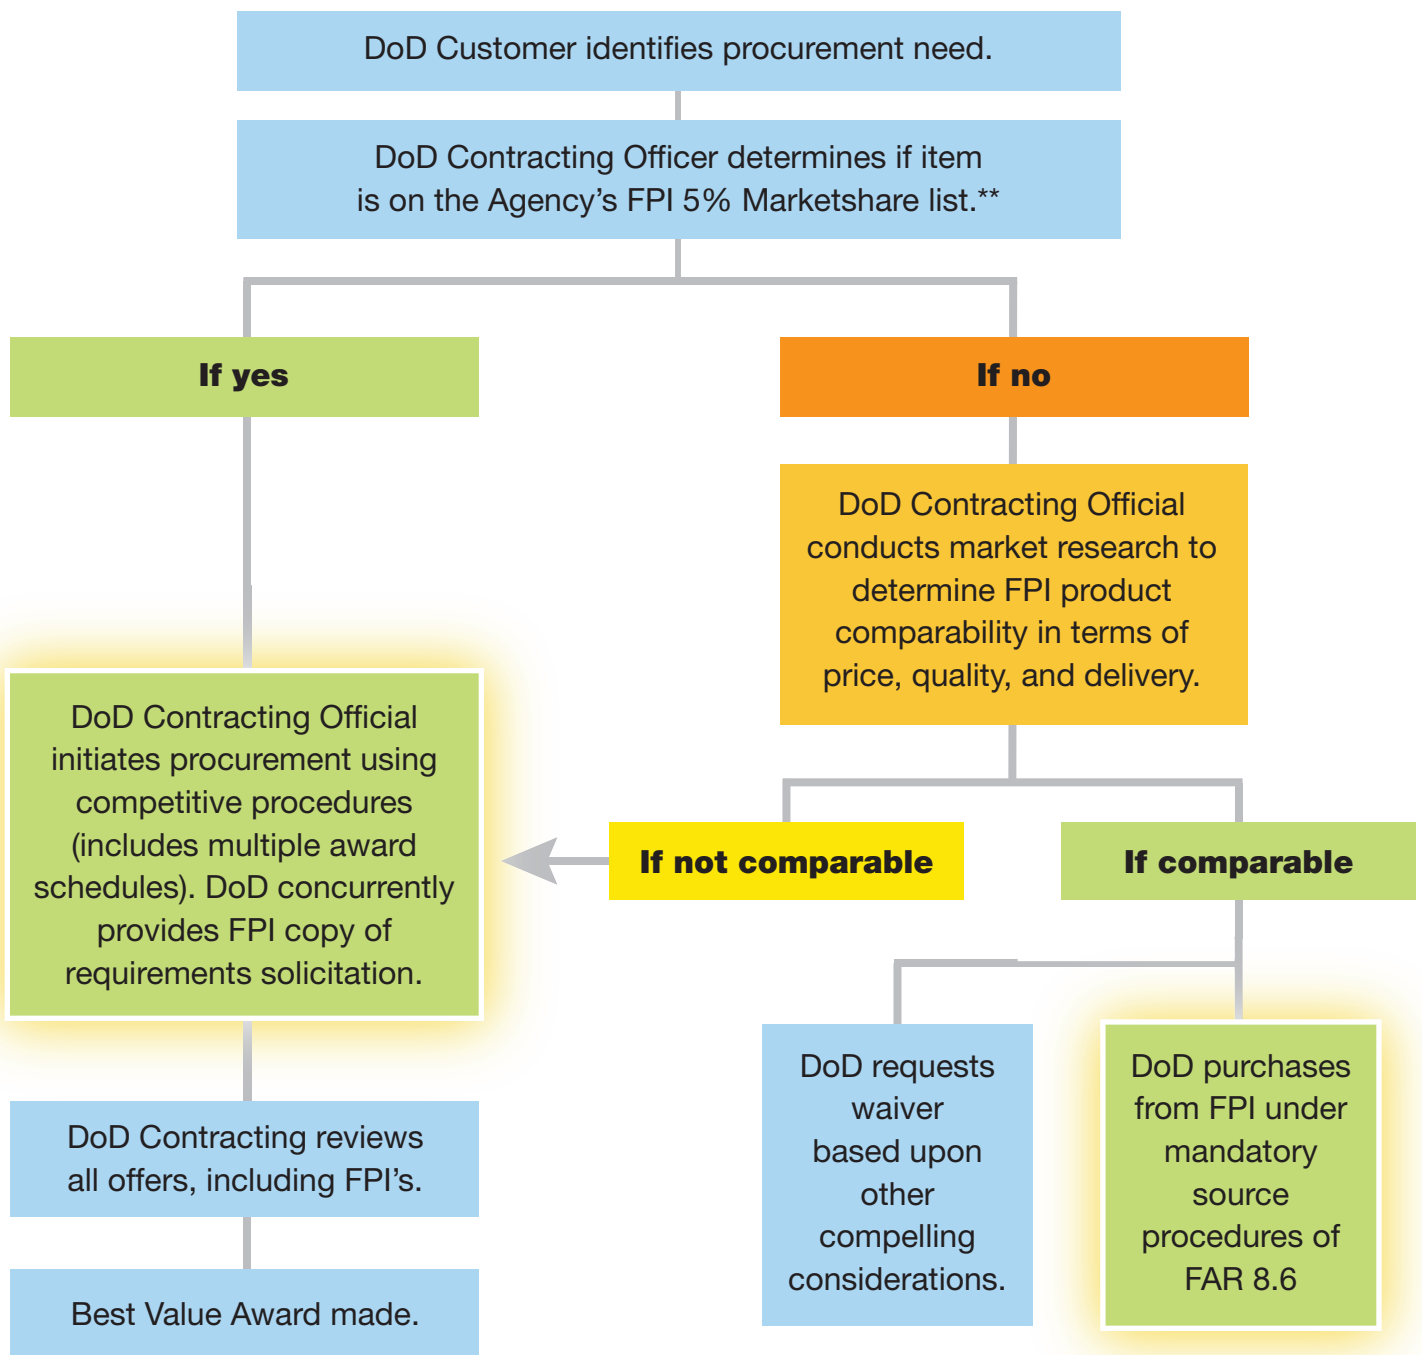 DoD Customer identifies procurement need.
DoD Contracting Officer determines if item
is on the Agency’s FPI 5% Marketshare list.**
If yes
If no
DoD Contracting Official
conducts market research to
determine FPI product
comparability in terms of
price, quality, and delivery.
DoD Contracting Official
initiates procurement using
competitive procedures
(includes multiple award
schedules). DoD concurrently
provides FPI copy of
requirements solicitation.
If not comparable
If comparable
DoD requests
waiver
based upon
other
compelling
considerations.
DoD purchases
from FPI under
mandatory
source
procedures of
FAR 8.6
DoD Contracting reviews
all offers, including FPI’s.
Best Value Award made.